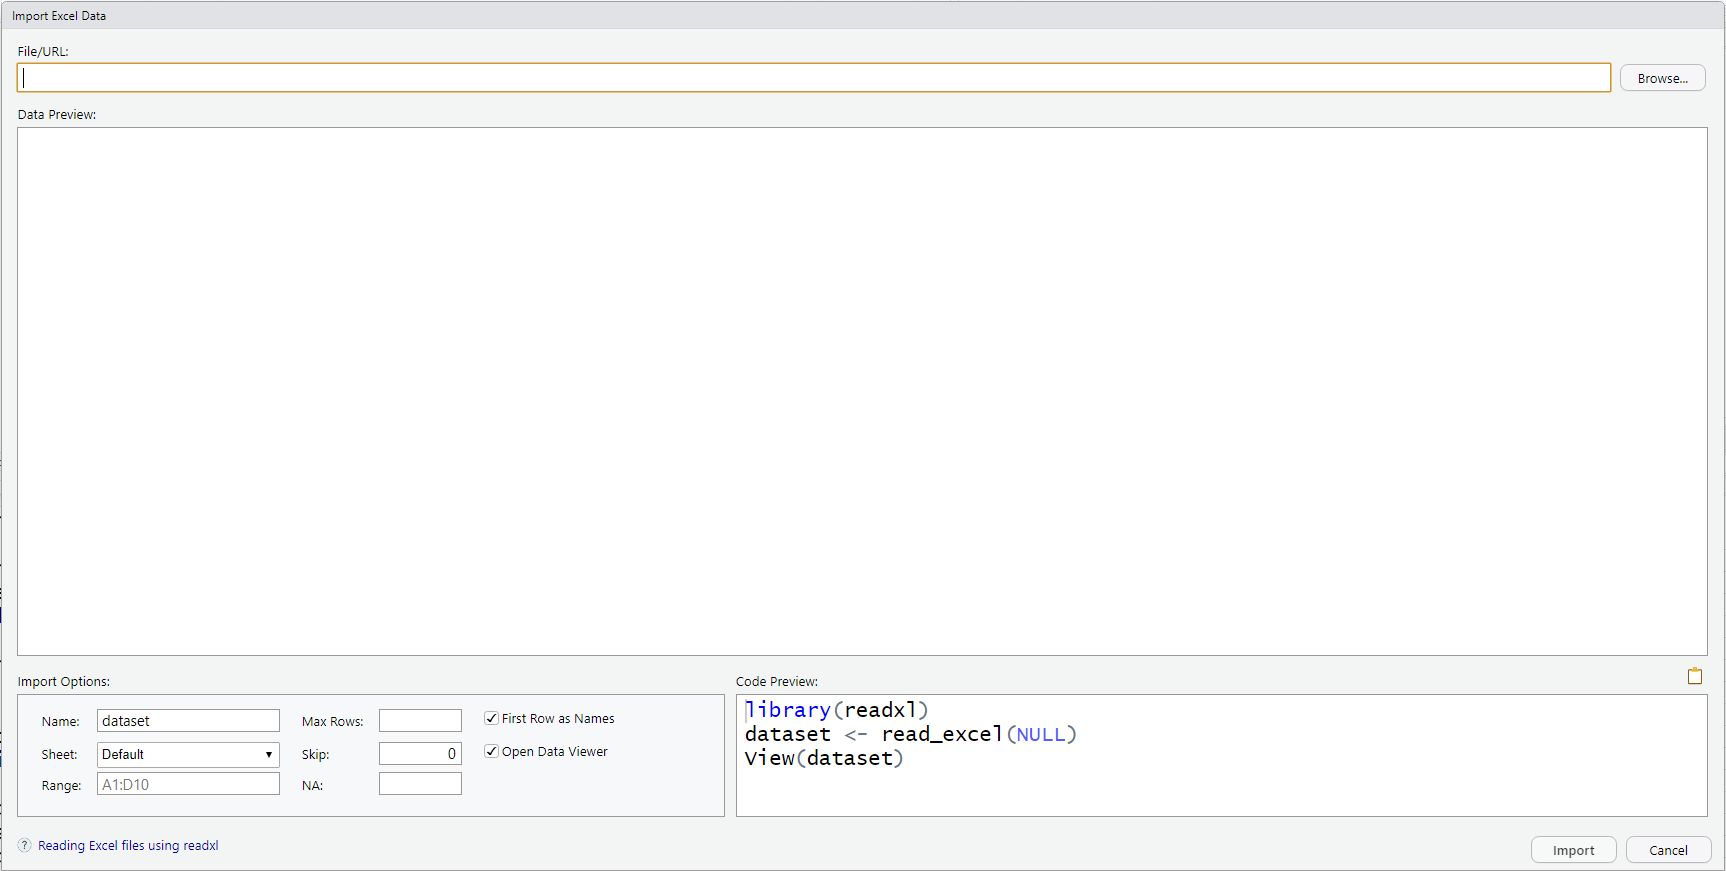 Import Excel Data
File/URL:
Browse...
Data Preview:
Import Options:
Name: dataset Max Rows: First Row as Names
Sheet: Default Skip: 0 Open Data Viewer
Range: A1:D10 NA:
Code Preview:
library(readxl)
dataset <- read_excel(NULL)
View(dataset)
? Reading Excel files using readxl
Import Cancel